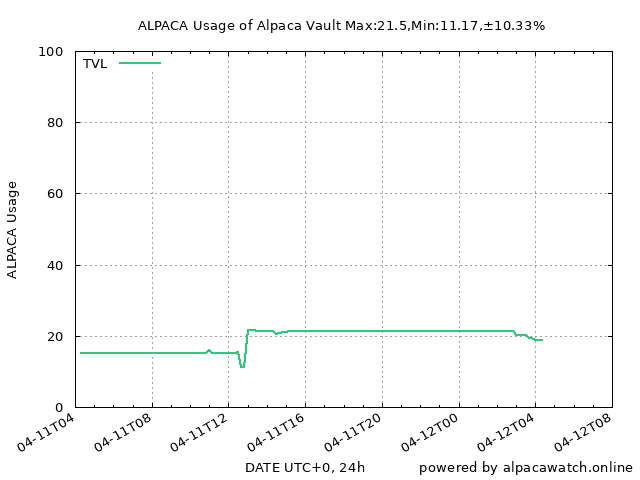 ALPACA Usage of Alpaca Vault Max:21.5,Min:11.17,±10.33%
100
TVL
80
60
ALPACA Usage
40
20
0
04-11T04 04-11T08 04-11T12 04-11T16 04-11T20 04-12T00 04-12T04 04-12T08
DATE UTC+0, 24h powered by alpacawatch.online